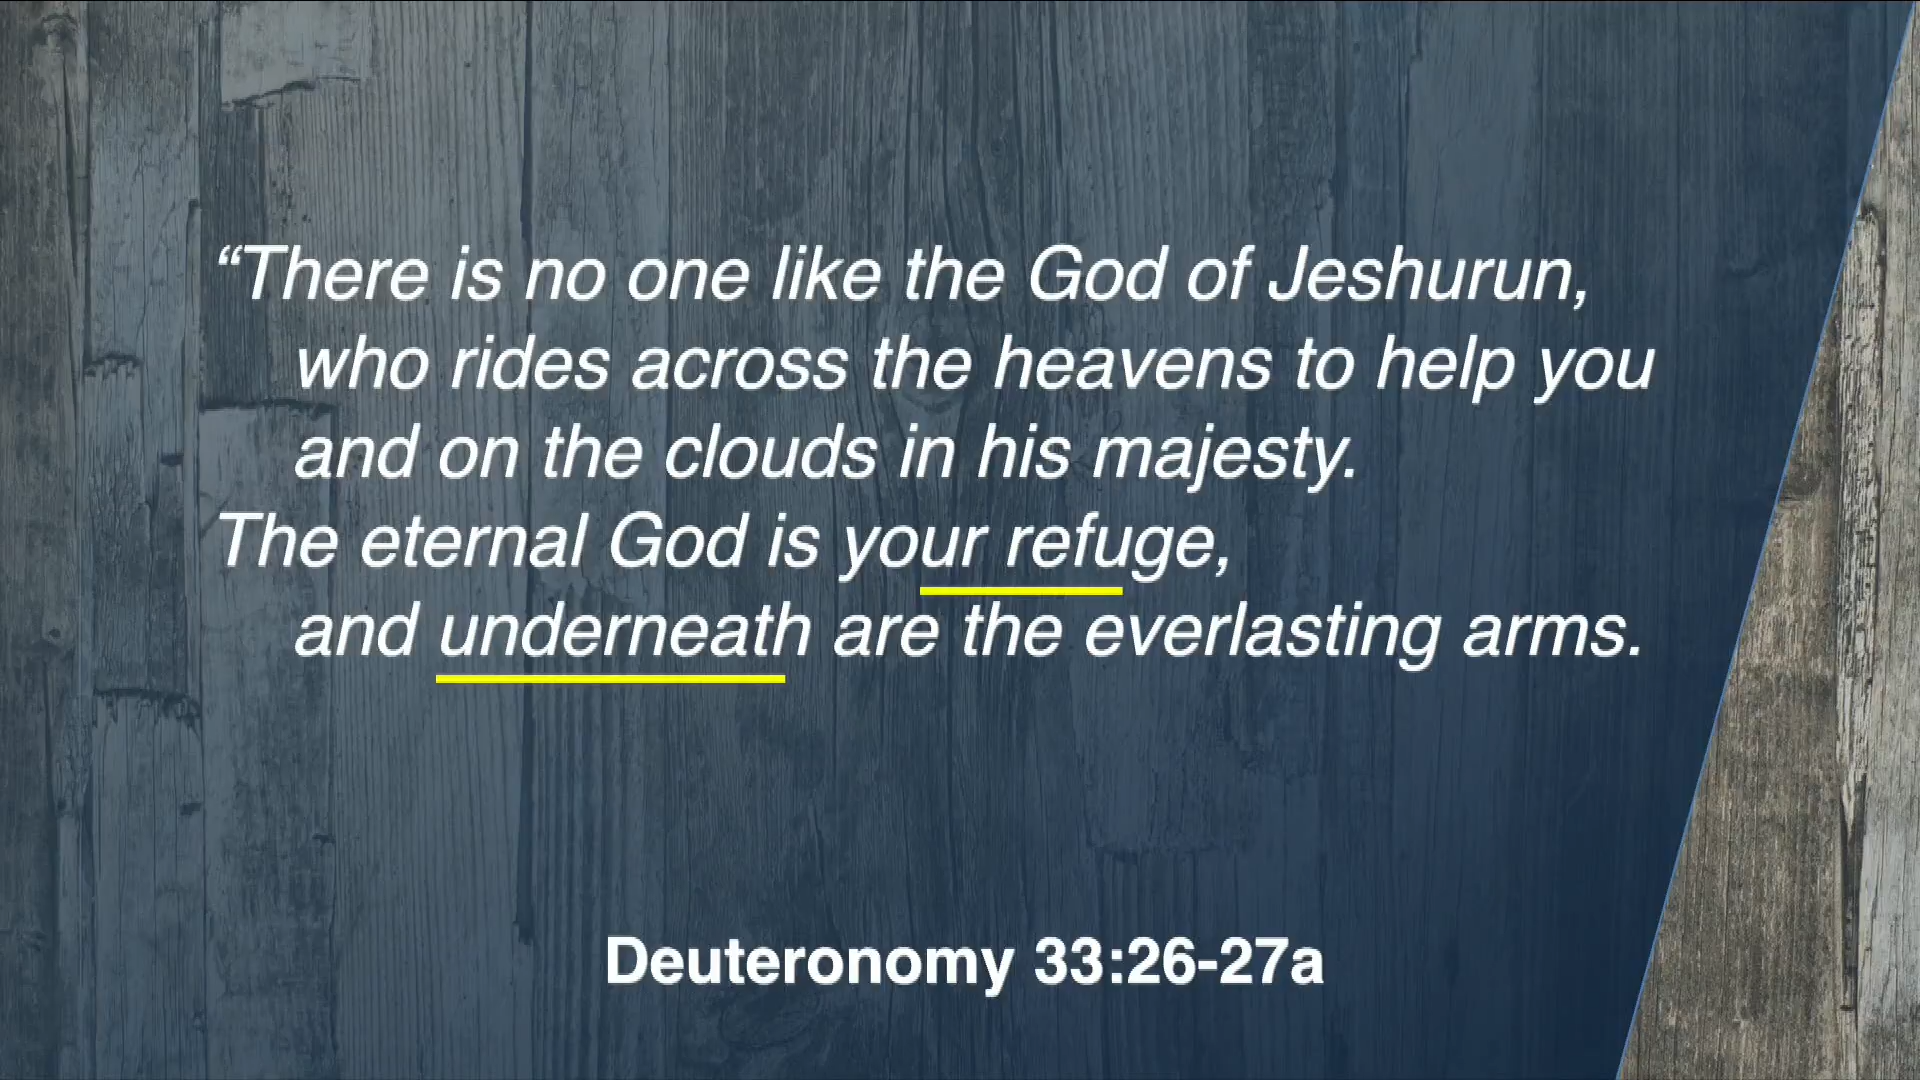 “There is no one like the God of Jeshurun,
who rides across the heavens to help you
and on the clouds in his majesty.
The eternal God is your refuge,
and underneath are the everlasting arms.
Deuteronomy 33:26-27a